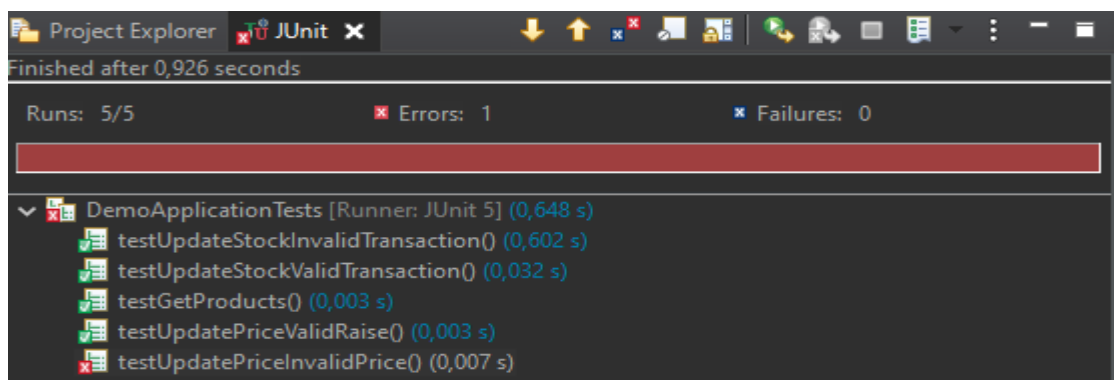 Project Explorer JUnit
Finished after 0,926 seconds
Runs: 5/5 Errors: 1 Failures: 0
DemoApplicationTests [Runner: JUnit 5] (0,648 s)
testUpdateStockInvalidTransaction() (0,602 s)
testUpdateStockValidTransaction() (0,032 s)
testGetProducts() (0,003 s)
testUpdatePriceValidRaise() (0,003 s)
testUpdatePriceInvalidPrice() (0,007 s)